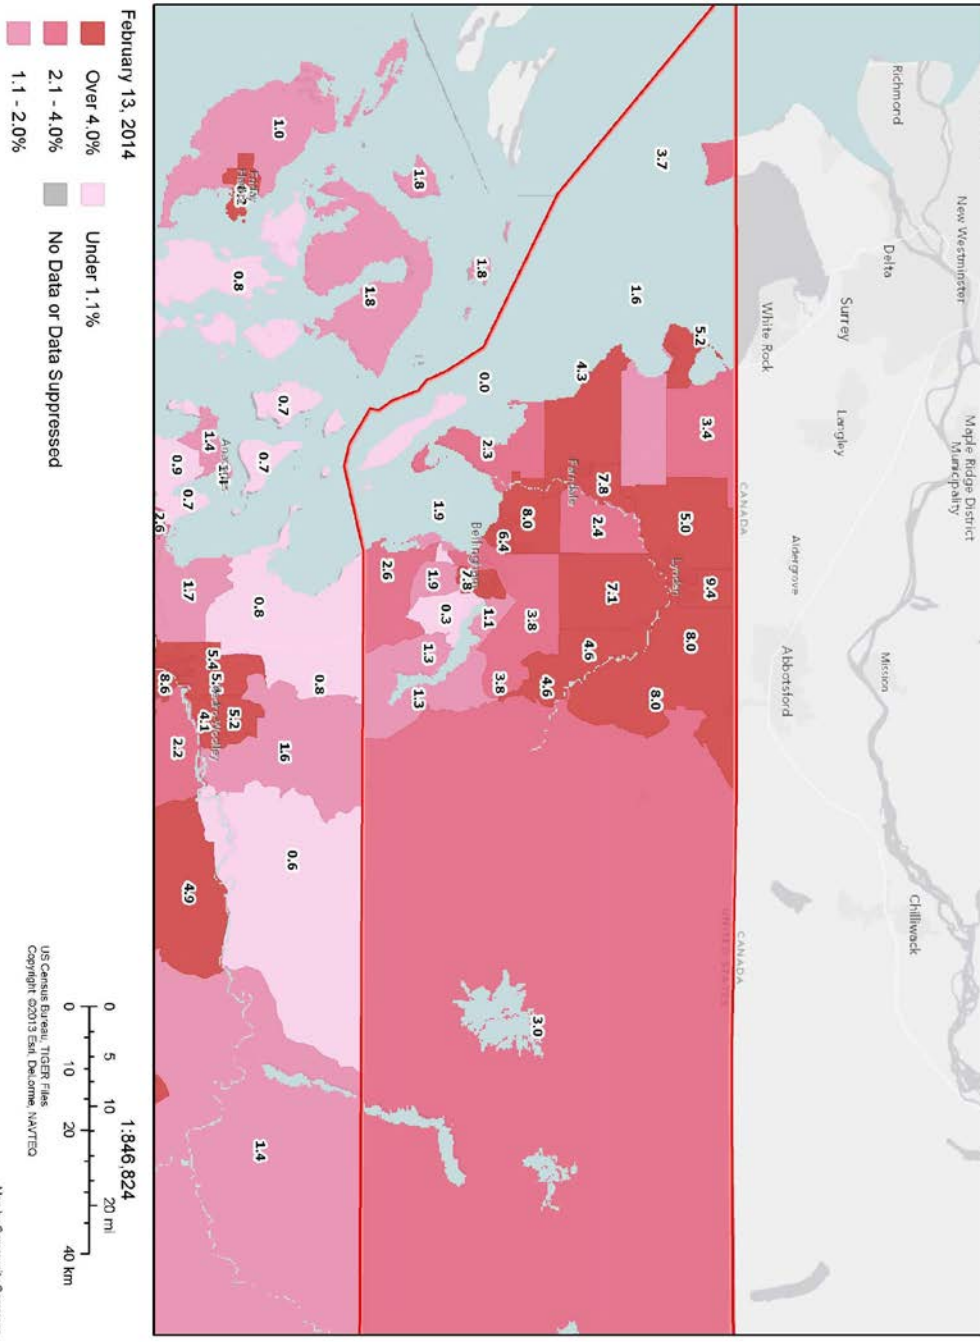 Richmond
New Westminster
Delta
Surrey
White Rock
Langley
Maple Ridge District
Municipality
CANADA
Aldergrove
Abbotsford
Mission
Chilliwack
CANADA
UNITED STATES
3.7
1.6
5.2
4.3
3.4
0.0
2.3
7.8
Ferndale
5.0
2.4
8.0
6.4
1.9
Bellingham
7.8
Lynden
9.4
7.1
8.0
2.6
1.9
0.3
1.1
3.8
4.6
1.3
1.3
3.8
4.6
8.0
3.0
1.0
1.8
1.8
1.8
Friday
0.8
0.7
0.7
1.4
0.9
0.7
2.6
1.7
0.8
0.8
5.4
8.6
5.2
4.1
2.2
1.6
0.6
4.9
1.4
February 13, 2014
Over 4.0%
2.1 - 4.0%
1.1 - 2.0%
Under 1.1%
No Data or Data Suppressed
1:846,824
0 5 10 20 mi
0 10 20 40 km
US Census Bureau, TIGER Files
Copyright: ©2013 Esri, DeLorme, NAVTEQ